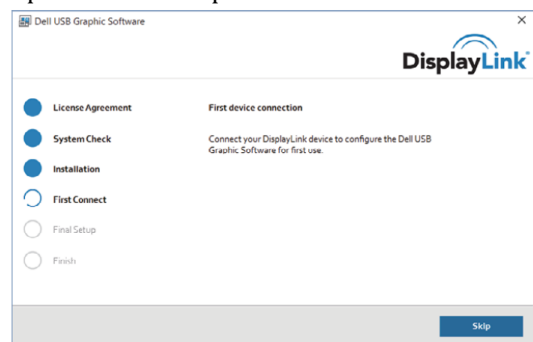 Dell USB Graphic Software
DisplayLink
License Agreement
First device connection
System Check
Connect your DisplayLink device to configure the Dell USB
Graphic Software for first use.
Installation
First Connect
Final Setup
Finish
Skip